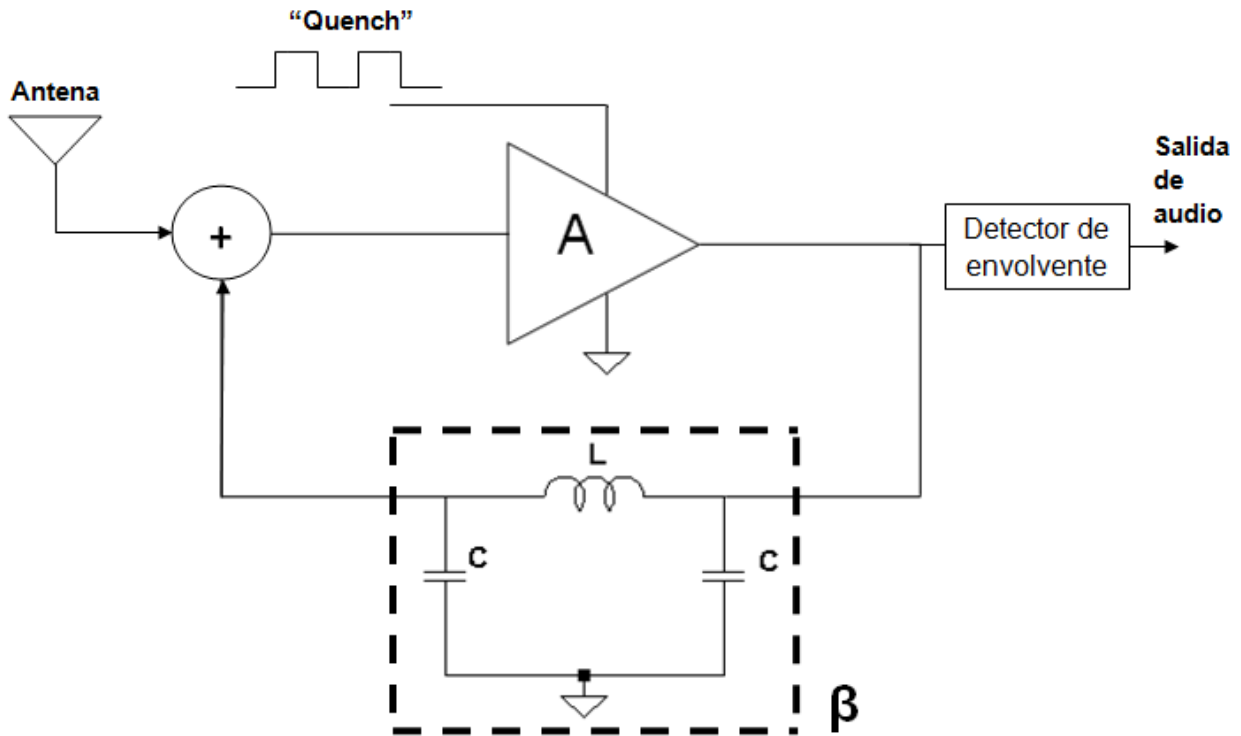 “Quench”
Antena
+
A
Salida
de
audio
Detector de
envolvente
L
C
C
β